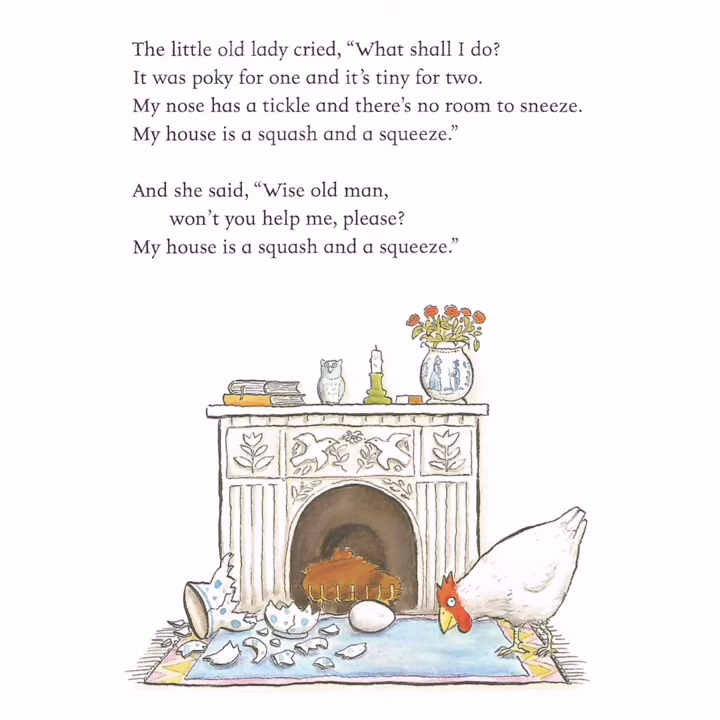 The little old lady cried, “What shall I do?
It was poky for one and it’s tiny for two.
My nose has a tickle and there’s no room to sneeze.
My house is a squash and a squeeze.”
And she said, “Wise old man,
won’t you help me, please?
My house is a squash and a squeeze.”